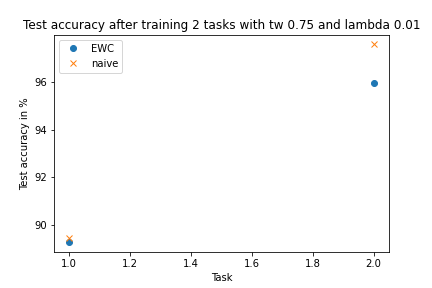 Test accuracy after training 2 tasks with tw 0.75 and lambda 0.01
EWC
naive
96
94
92
90
Test accuracy in %
1.0 1.2 1.4 1.6 1.8 2.0
Task